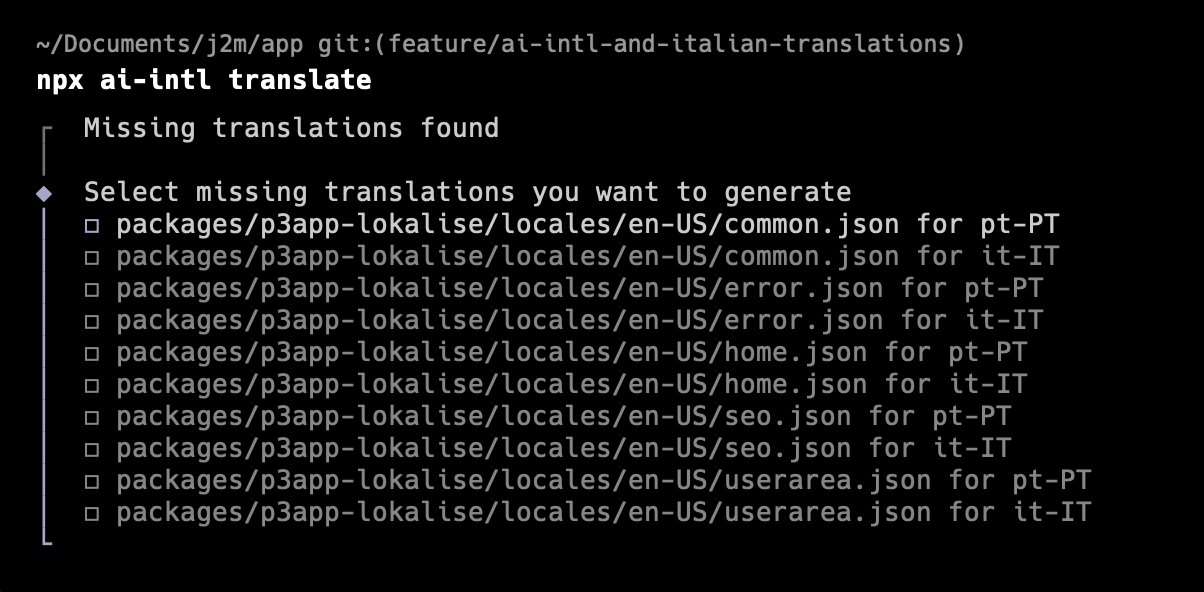 ~/Documents/j2m/app git:(feature/ai-intl-and-italian-translations)
npx ai-intl translate
Missing translations found
Select missing translations you want to generate
packages/p3app-lokalise/locales/en-US/common.json for pt-PT
packages/p3app-lokalise/locales/en-US/common.json for it-IT
packages/p3app-lokalise/locales/en-US/error.json for pt-PT
packages/p3app-lokalise/locales/en-US/error.json for it-IT
packages/p3app-lokalise/locales/en-US/home.json for pt-PT
packages/p3app-lokalise/locales/en-US/home.json for it-IT
packages/p3app-lokalise/locales/en-US/seo.json for pt-PT
packages/p3app-lokalise/locales/en-US/seo.json for it-IT
packages/p3app-lokalise/locales/en-US/userarea.json for pt-PT
packages/p3app-lokalise/locales/en-US/userarea.json for it-IT